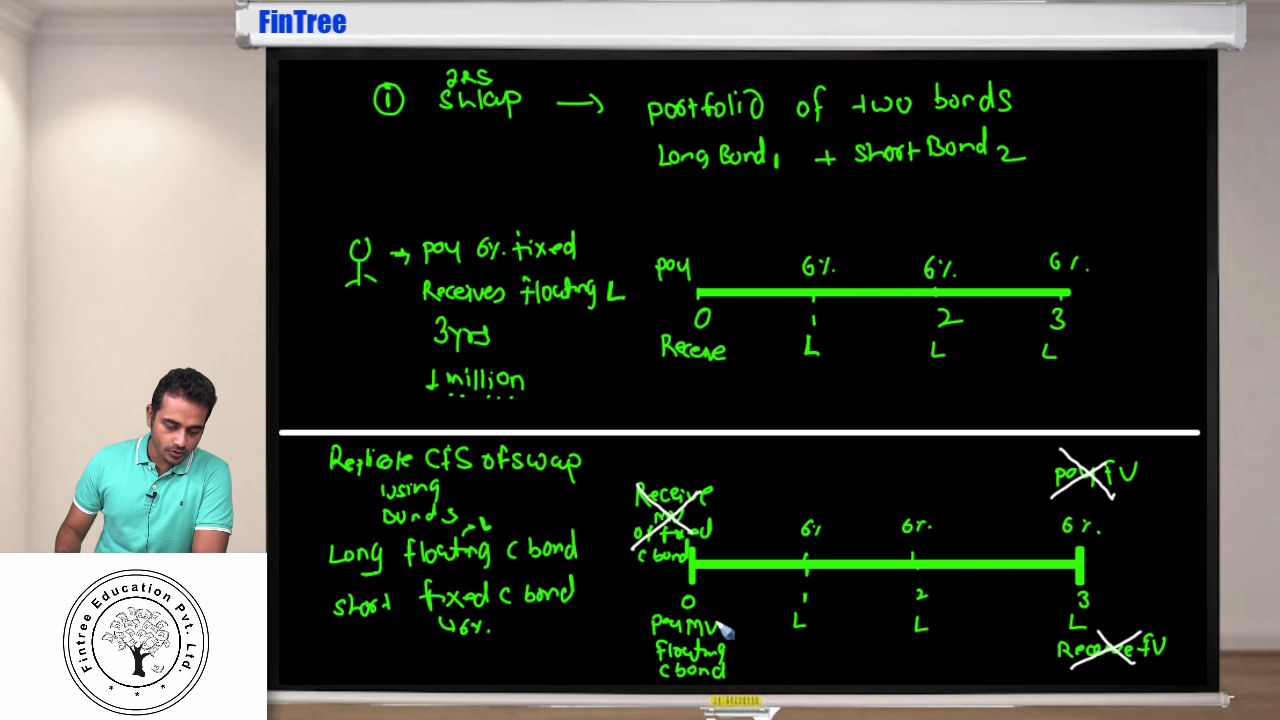 FinTree
① swap → portfolio of two bonds
IRS
Long Bond 1 + Short Bond 2
→ pay 6% fixed
Receives floating L
3yrs
1 million
pay 6% 6% 6%
0 1 2 3
Receive L L L
Replicate CFS of swap
using
bonds
Long floating c bond
↳ L
short fixed c bond
↳ 6%
Receive
MV
of fixed
c bond
pay FV
6% 6% 6%
0 1 2 3
pay MV L L L
floating
c bond
Receive FV
Fintree Education Pvt. Ltd.
* * *